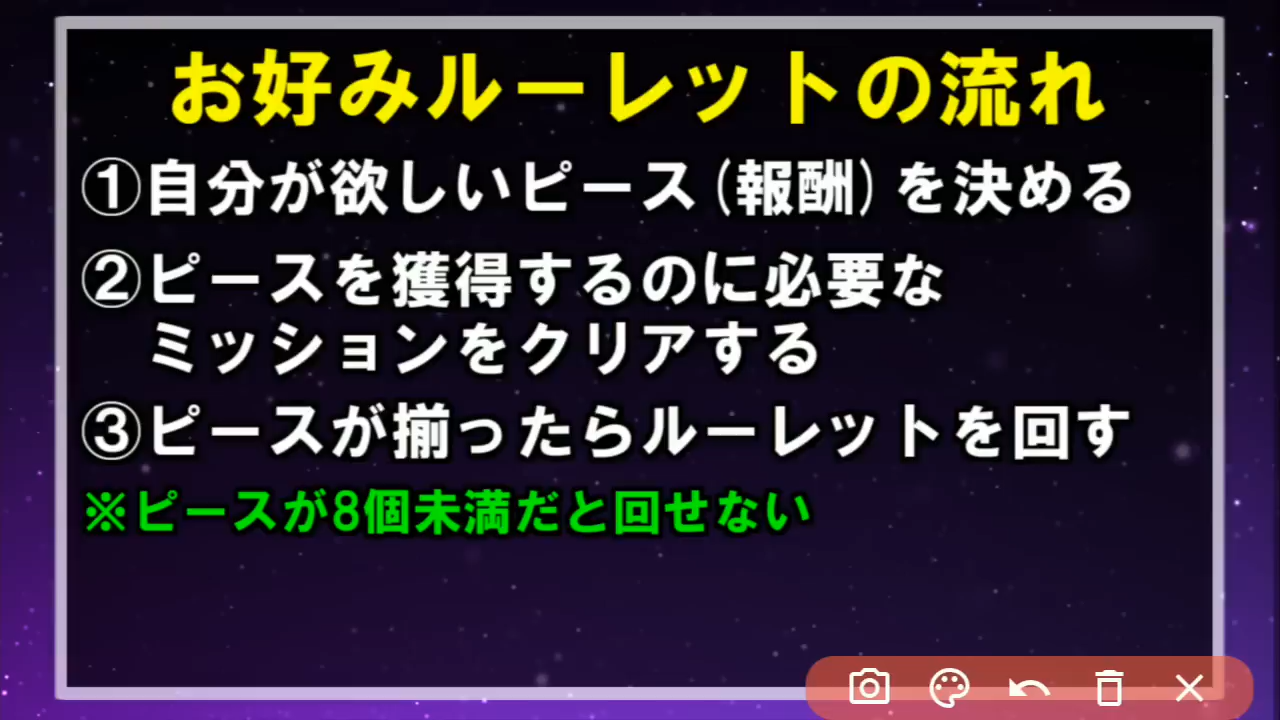 お好みルーレットの流れ
①自分が欲しいピース(報酬)を決める
②ピースを獲得するのに必要な
ミッションをクリアする
③ピースが揃ったらルーレットを回す
※ピースが8個未満だと回せない